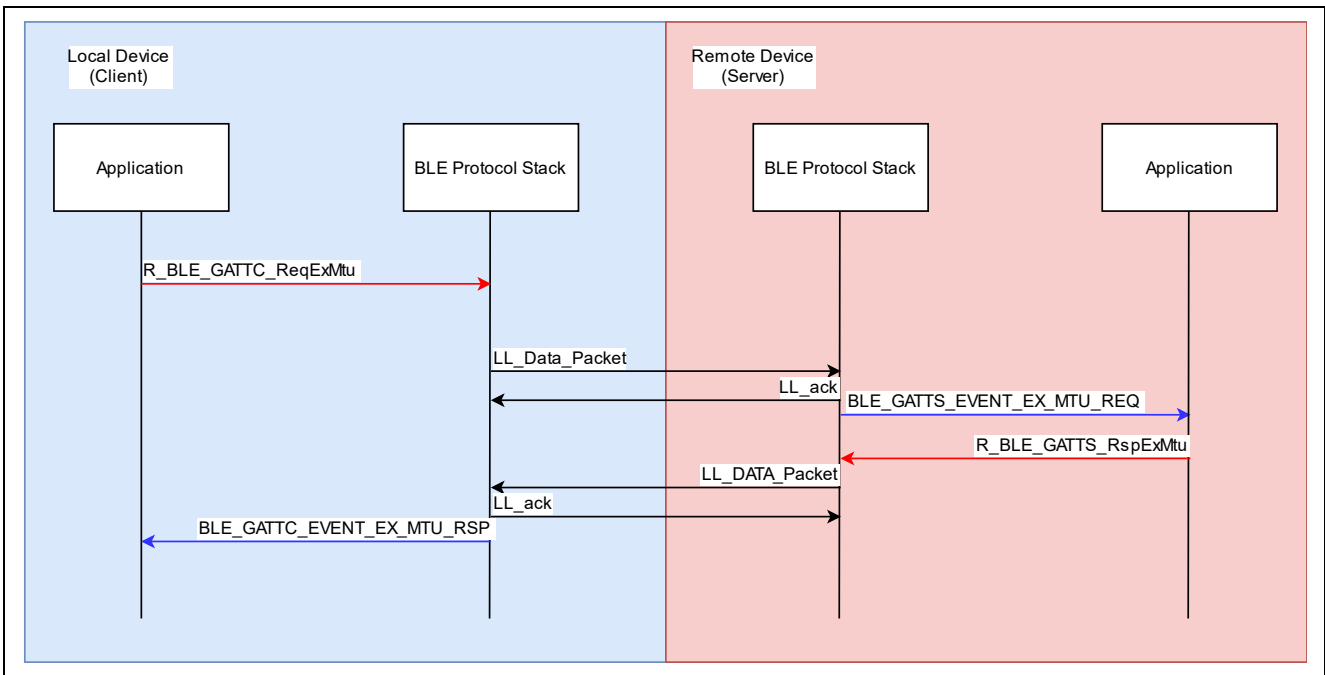 Local Device
(Client)
Remote Device
(Server)
Application
BLE Protocol Stack
BLE Protocol Stack
Application
R_BLE_GATTC_ReqExMtu
LL_Data_Packet
LL_ack
BLE_GATTS_EVENT_EX_MTU_REQ
R_BLE_GATTS_RspExMtu
LL_DATA_Packet
LL_ack
BLE_GATTC_EVENT_EX_MTU_RSP